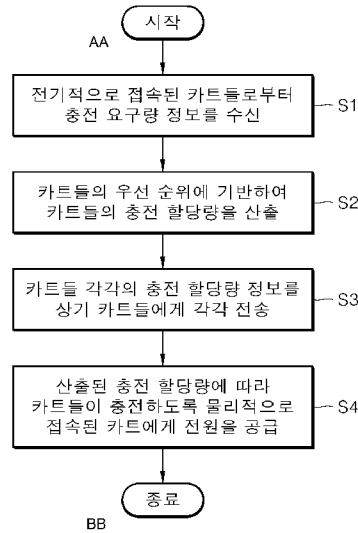 시작
AA
전기적으로 접속된 카트들로부터
충전 요구량 정보를 수신
S1
카트들의 우선 순위에 기반하여
카트들의 충전 할당량을 산출
S2
카트들 각각의 충전 할당량 정보를
상기 카트들에게 각각 전송
S3
산출된 충전 할당량에 따라
카트들이 충전하도록 물리적으로
접속된 카트에게 전원을 공급
S4
종료
BB